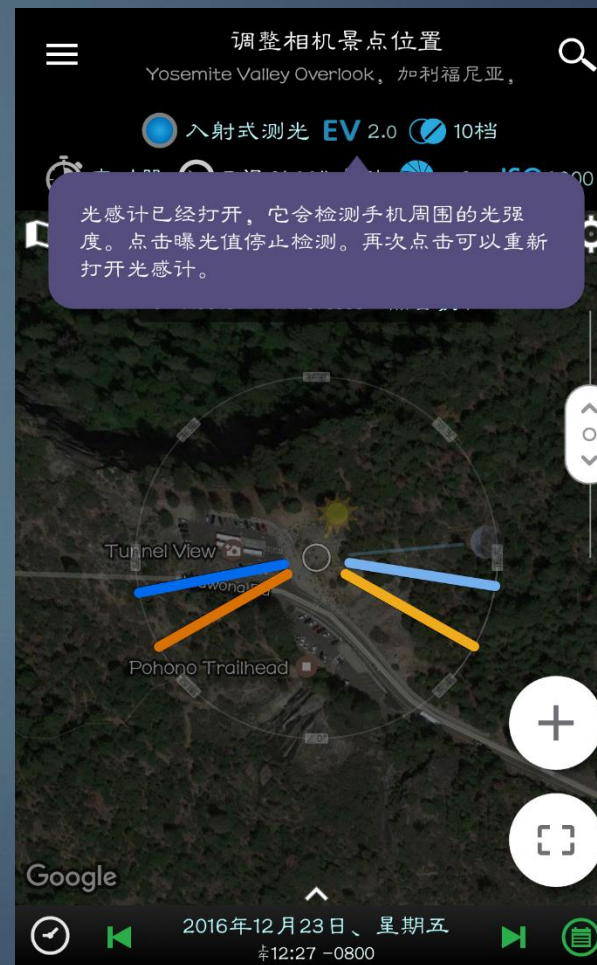 调整相机景点位置
Yosemite Valley Overlook, 加利福尼亚,
入射式测光 EV 2.0 10档
光感计已经打开，它会检测手机周围的光强
度。点击曝光值停止检测。再次点击可以重新
打开光感计。
Tunnel View
Pohono Trailhead
Google
2016年12月23日、星期五
上午12:27 -0800